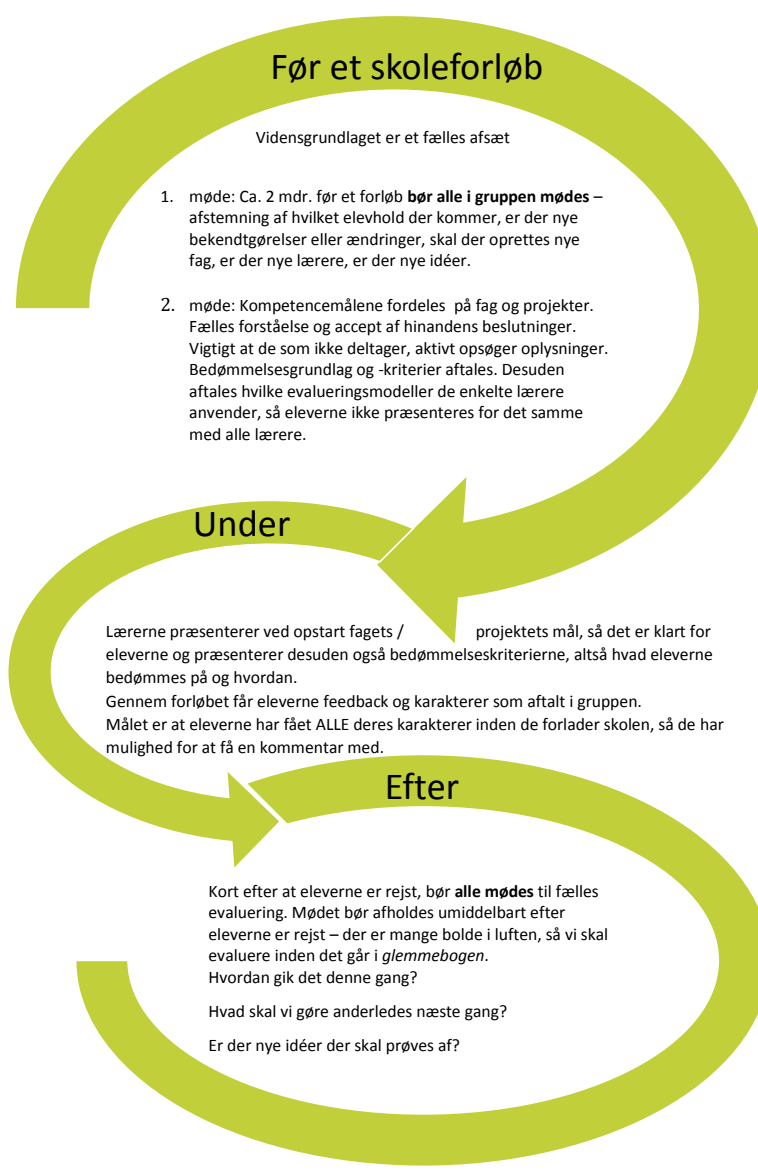 Før et skoleforløb
Vidensgrundlaget er et fælles afsæt
1. møde: Ca. 2 mdr. før et forløb bør alle i gruppen mødes –
afstemning af hvilket elevhold der kommer, er der nye
bekendtgørelser eller ændringer, skal der oprettes nye
fag, er der nye lærere, er der nye idéer.
2. møde: Kompetencemålene fordeles på fag og projekter.
Fælles forståelse og accept af hinandens beslutninger.
Vigtigt at de som ikke deltager, aktivt opsøger oplysninger.
Bedømmelsesgrundlag og -kriterier aftales. Desuden
aftales hvilke evalueringsmodeller de enkelte lærere
anvender, så eleverne ikke præsenteres for det samme
med alle lærere.
Under
Lærerne præsenterer ved opstart fagets / projektets mål, så det er klart for
eleverne og præsenterer desuden også bedømmelseskriterierne, altså hvad eleverne
bedømmes på og hvordan.
Gennem forløbet får eleverne feedback og karakterer som aftalt i gruppen.
Målet er at eleverne har fået ALLE deres karakterer inden de forlader skolen, så de har
mulighed for at få en kommentar med.
Efter
Kort efter at eleverne er rejst, bør alle mødes til fælles
evaluering. Mødet bør afholdes umiddelbart efter
eleverne er rejst – der er mange bolde i luften, så vi skal
evaluere inden det går i glemmebogen.
Hvordan gik det denne gang?
Hvad skal vi gøre anderledes næste gang?
Er der nye idéer der skal prøves af?